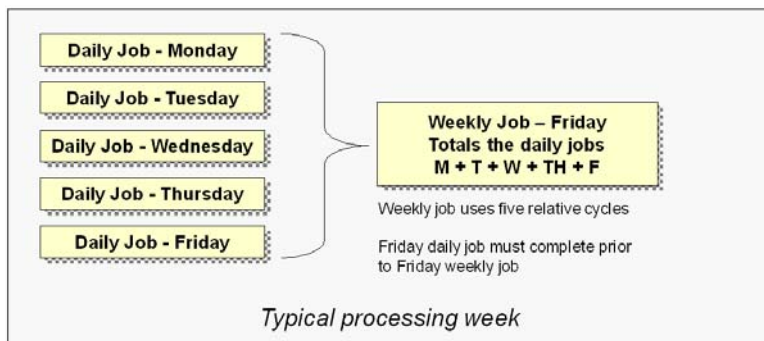 Daily Job - Monday
Daily Job - Tuesday
Daily Job - Wednesday
Daily Job - Thursday
Daily Job - Friday
Weekly Job – Friday
Totals the daily jobs
M + T + W + TH + F
Weekly job uses five relative cycles
Friday daily job must complete prior
to Friday weekly job
Typical processing week